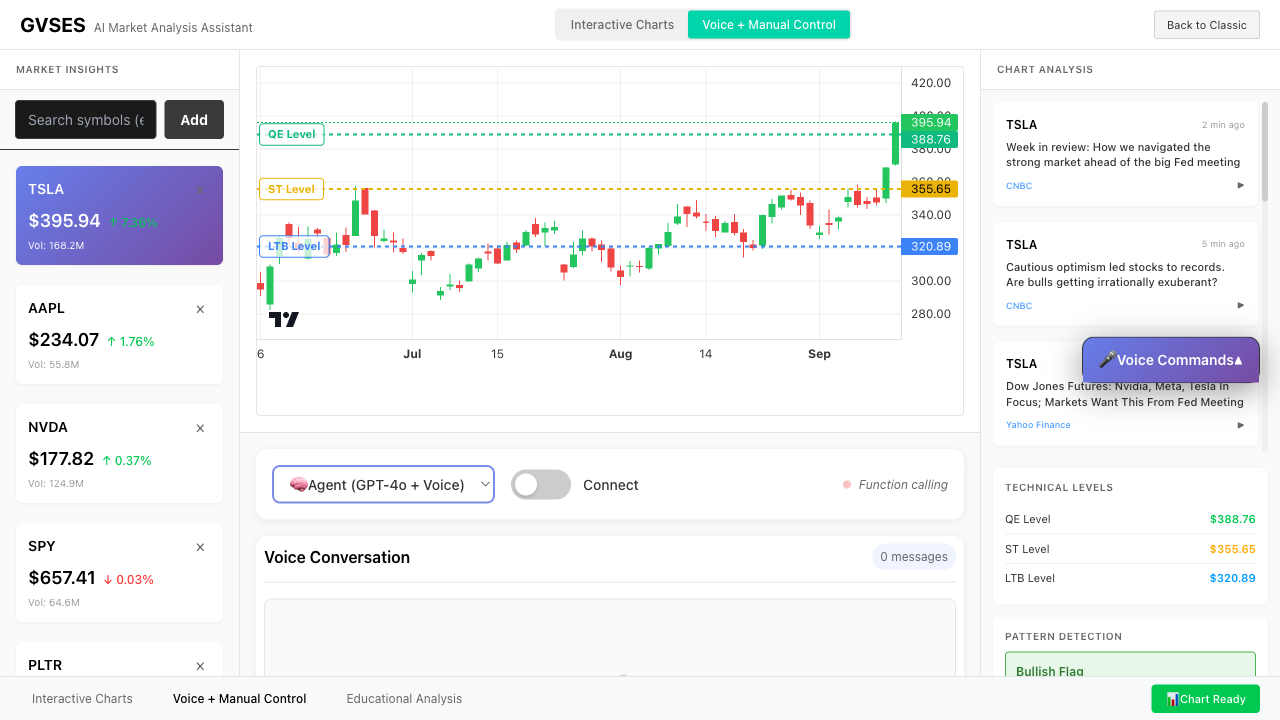 GVSES AI Market Analysis Assistant
Interactive Charts
Voice + Manual Control
Back to Classic
MARKET INSIGHTS
Search symbols (e
Add
TSLA
$395.94 ↑ 7.36%
Vol: 168.2M
AAPL ×
$234.07 ↑ 1.76%
Vol: 55.8M
NVDA ×
$177.82 ↑ 0.37%
Vol: 124.9M
SPY ×
$657.41 ↓ 0.03%
Vol: 64.6M
PLTR ×
420.00
395.94
QE Level
388.76
380.00
ST Level
355.65
340.00
LTB Level
320.89
300.00
280.00
6 Jul 15 Aug 14 Sep
🧠Agent (GPT-4o + Voice)
Connect
Function calling
Voice Conversation
0 messages
CHART ANALYSIS
TSLA 2 min ago
Week in review: How we navigated the
strong market ahead of the big Fed meeting
CNBC ▶
TSLA 5 min ago
Cautious optimism led stocks to records.
Are bulls getting irrationally exuberant?
CNBC ▶
🎤Voice Commands▲
TSLA
Dow Jones Futures: Nvidia, Meta, Tesla In
Focus; Markets Want This From Fed Meeting
Yahoo Finance ▶
TECHNICAL LEVELS
QE Level $388.76
ST Level $355.65
LTB Level $320.89
PATTERN DETECTION
Bullish Flag
Interactive Charts
Voice + Manual Control
Educational Analysis
📊Chart Ready